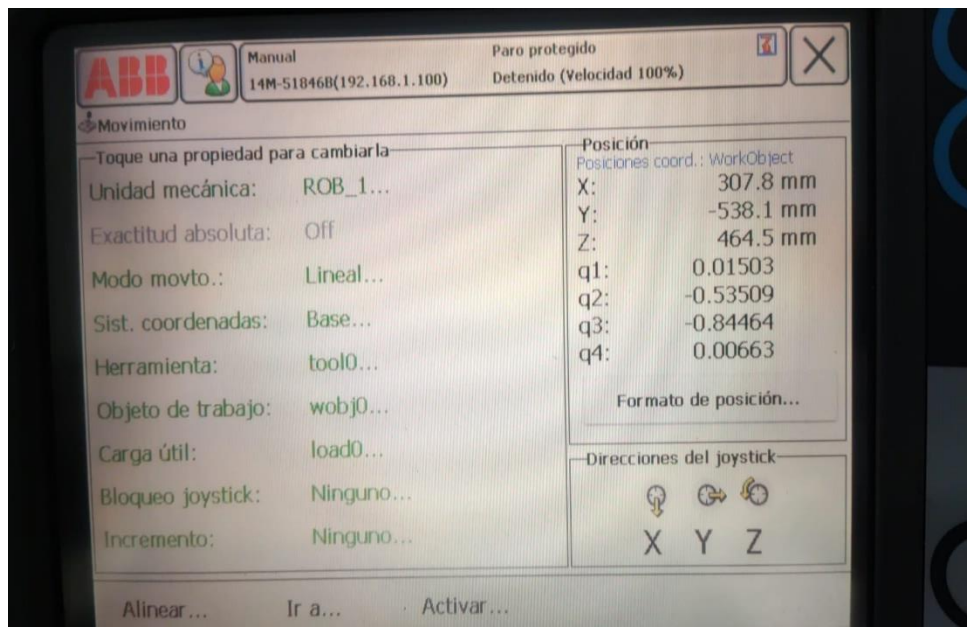 ABB
Manual
14M-51846B(192.168.1.100)
Paro protegido
Detenido (Velocidad 100%)
Movimiento
Toque una propiedad para cambiarla
Unidad mecánica: ROB_1...
Exactitud absoluta: Off
Modo movto.: Lineal...
Sist. coordenadas: Base...
Herramienta: tool0...
Objeto de trabajo: wobj0...
Carga útil: load0...
Bloqueo joystick: Ninguno...
Incremento: Ninguno...
Posición
Posiciones coord.: WorkObject
X: 307.8 mm
Y: -538.1 mm
Z: 464.5 mm
q1: 0.01503
q2: -0.53509
q3: -0.84464
q4: 0.00663
Formato de posición...
Direcciones del joystick
X Y Z
Alinear... Ir a... Activar...